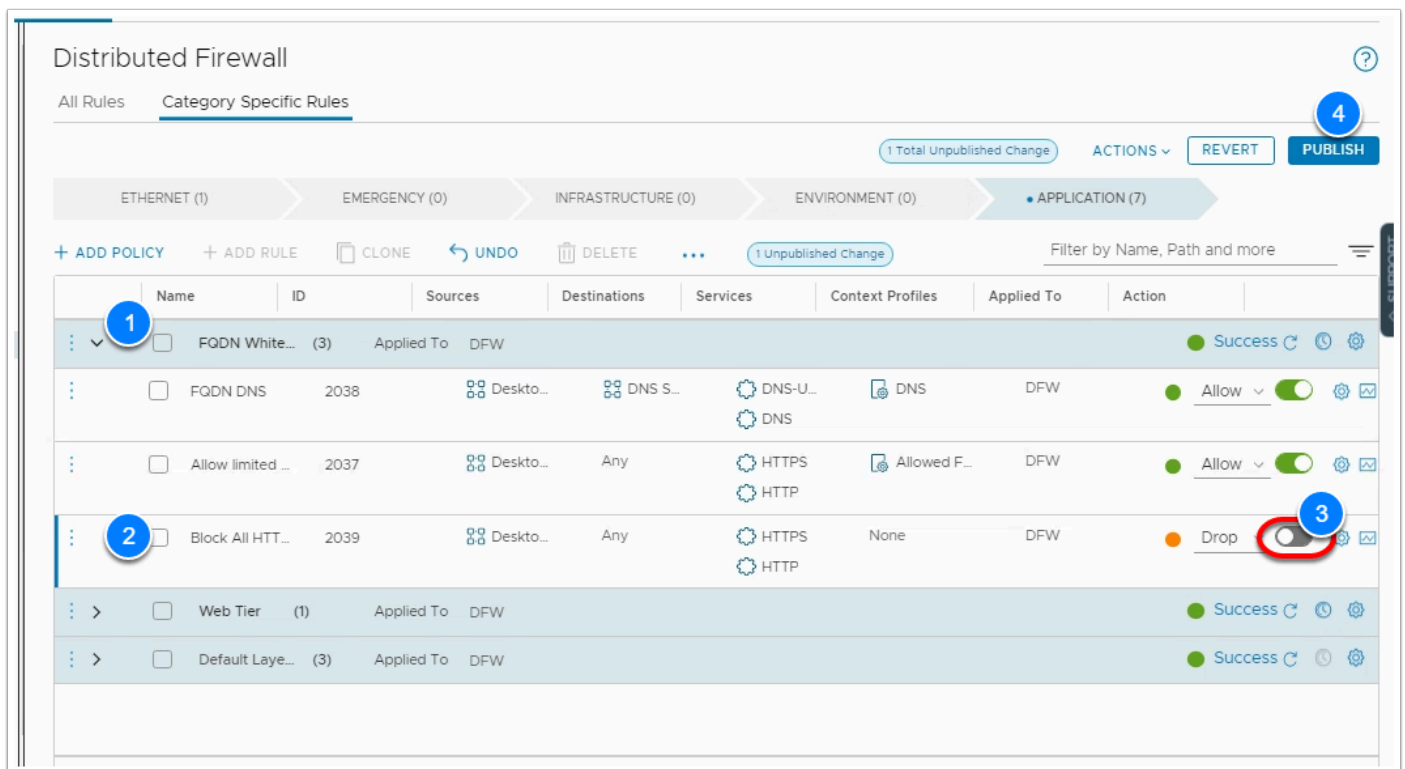 Distributed Firewall
All Rules Category Specific Rules
4
1 Total Unpublished Change ACTIONS REVERT PUBLISH
ETHERNET (1) EMERGENCY (0) INFRASTRUCTURE (0) ENVIRONMENT (0) APPLICATION (7)
+ ADD POLICY + ADD RULE CLONE UNDO DELETE ... 1 Unpublished Change Filter by Name, Path and more
SUPPORT
Name ID Sources Destinations Services Context Profiles Applied To Action
1
FQDN White... (3) Applied To DFW Success
FQDN DNS 2038 Deskto... DNS S... DNS-U... DNS DFW Allow
DNS
Allow limited ... 2037 Deskto... Any HTTPS Allowed F... DFW Allow
HTTP
3
2 Block All HTT... 2039 Deskto... Any HTTPS None DFW Drop
HTTP
Web Tier (1) Applied To DFW Success
Default Laye... (3) Applied To DFW Success